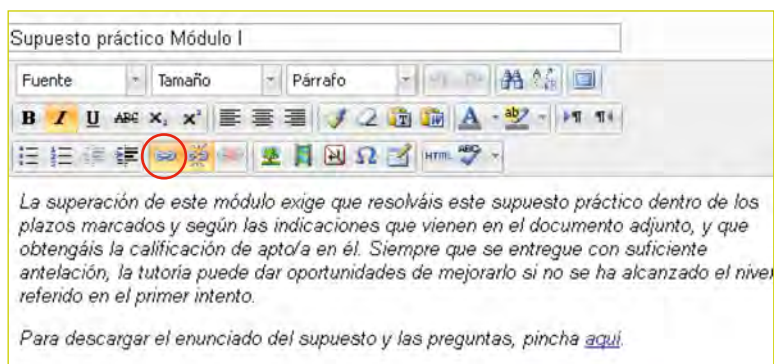 Supuesto práctico Módulo I
Fuente Tamaño Párrafo
B I U ABC X₂ X² T W A ab
Ω HTML ABC
La superación de este módulo exige que resolváis este supuesto práctico dentro de los
plazos marcados y según las indicaciones que vienen en el documento adjunto, y que
obtengáis la calificación de apto/a en él. Siempre que se entregue con suficiente
antelación, la tutoría puede dar oportunidades de mejorarlo si no se ha alcanzado el nive
referido en el primer intento.
Para descargar el enunciado del supuesto y las preguntas, pincha aquí.